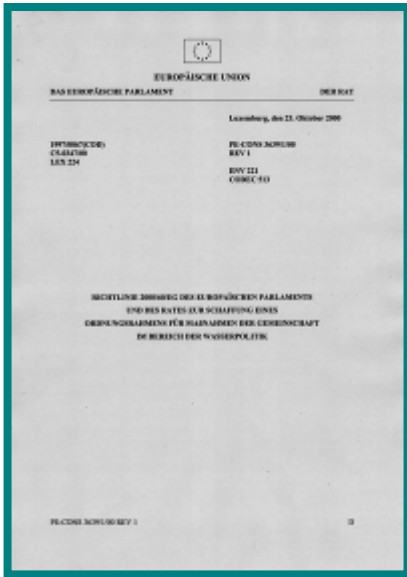 EUROPÄISCHE UNION
DAS EUROPÄISCHE PARLAMENT DER RAT
Luxemburg, den 23. Oktober 2000
1997/0067(COD)
C5-0347/00
LEX 224
PE-CONS 3639/1/00
REV 1
ENV 221
CODEC 513
RICHTLINIE 2000/60/EG DES EUROPÄISCHEN PARLAMENTS
UND DES RATES ZUR SCHAFFUNG EINES
ORDNUNGSRAHMENS FÜR MAßNAHMEN DER GEMEINSCHAFT
IM BEREICH DER WASSERPOLITIK
PE-CONS 3639/1/00 REV 1 D